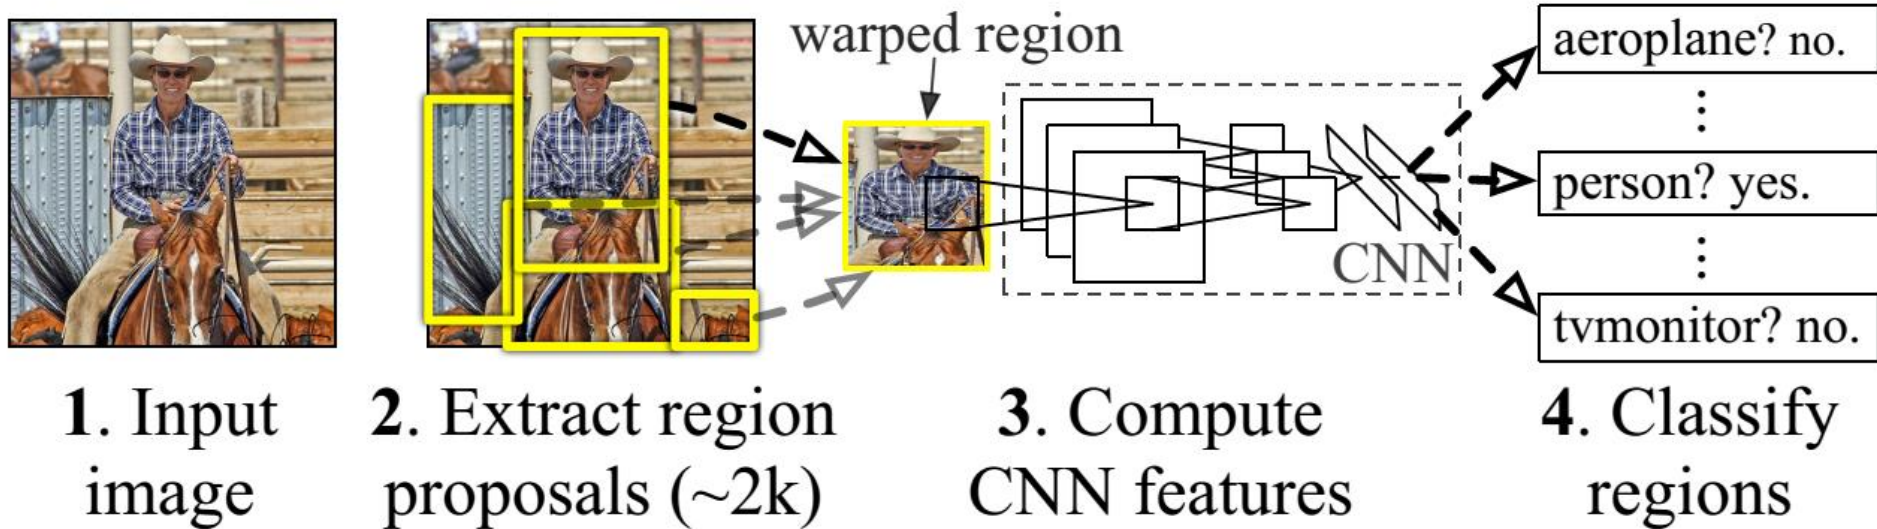 warped region
aeroplane? no.
person? yes.
CNN
tvmonitor? no.
1. Input
image
2. Extract region
proposals (~2k)
3. Compute
CNN features
4. Classify
regions